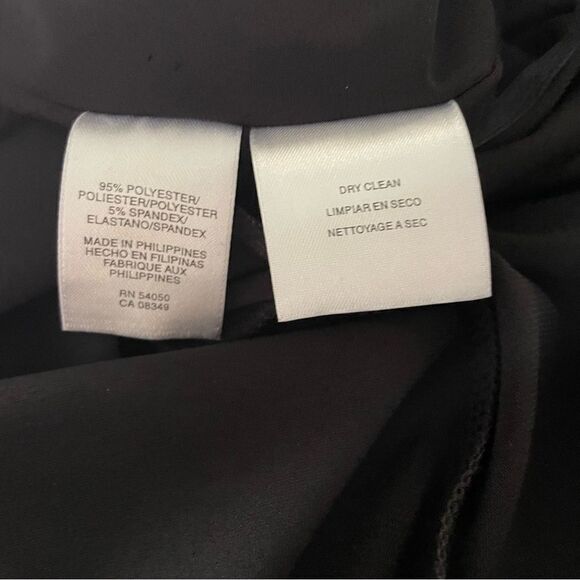 95% POLYESTER/
POLIESTER/POLYESTER
5% SPANDEX/
ELASTANO/SPANDEX
MADE IN PHILIPPINES
HECHO EN FILIPINAS
FABRIQUE AUX
PHILIPPINES
RN 54050
CA 08349
DRY CLEAN
LIMPIAR EN SECO
NETTOYAGE A SEC